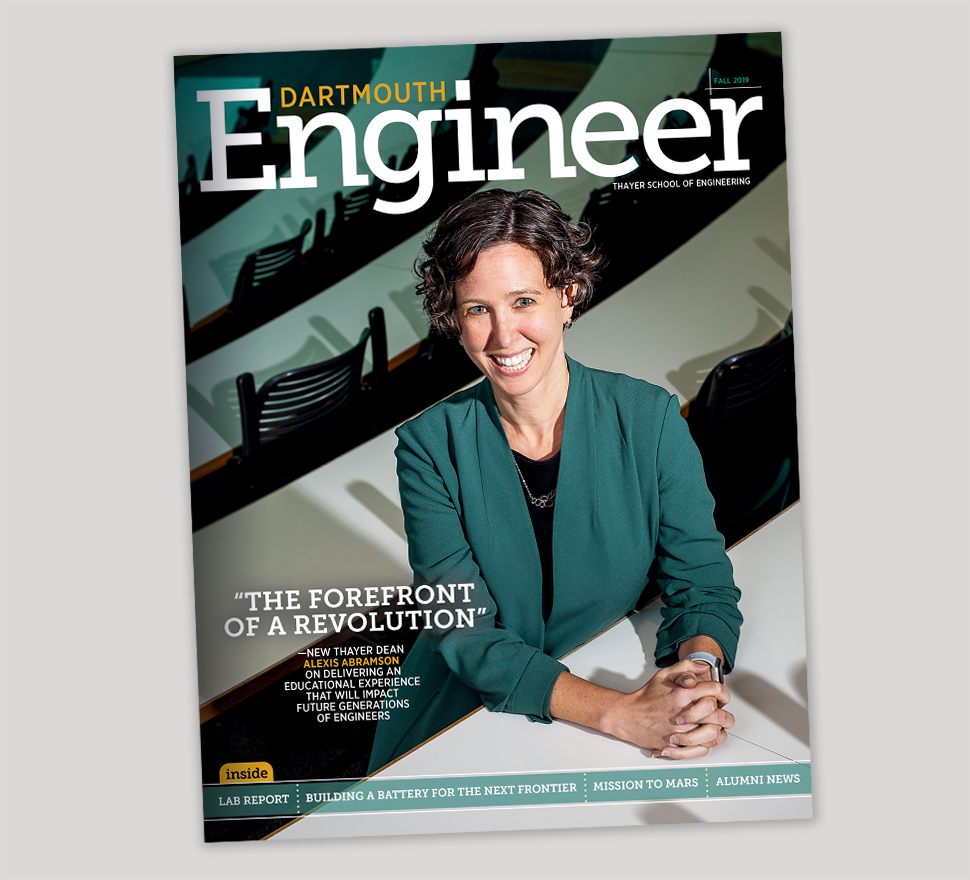 DARTMOUTH
FALL 2019
Engineer
THAYER SCHOOL OF ENGINEERING
“THE FOREFRONT
OF A REVOLUTION”
—NEW THAYER DEAN
ALEXIS ABRAMSON
ON DELIVERING AN
EDUCATIONAL EXPERIENCE
THAT WILL IMPACT
FUTURE GENERATIONS
OF ENGINEERS
inside
LAB REPORT
BUILDING A BATTERY FOR THE NEXT FRONTIER
MISSION TO MARS
ALUMNI NEWS